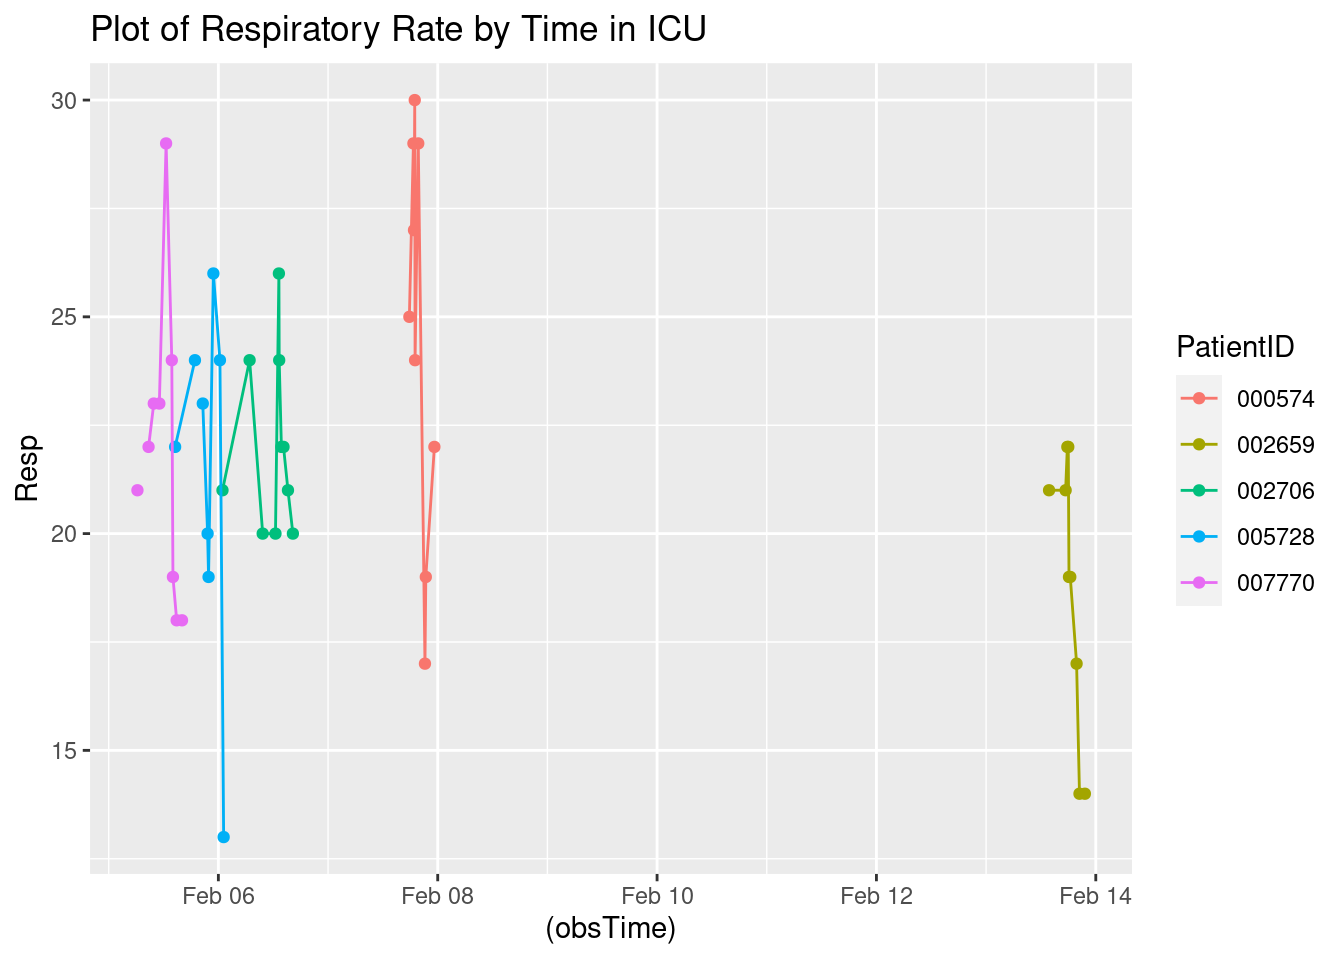 Plot of Respiratory Rate by Time in ICU
30
25
20
15
Resp
Feb 06 Feb 08 Feb 10 Feb 12 Feb 14
(obsTime)
PatientID
000574
002659
002706
005728
007770